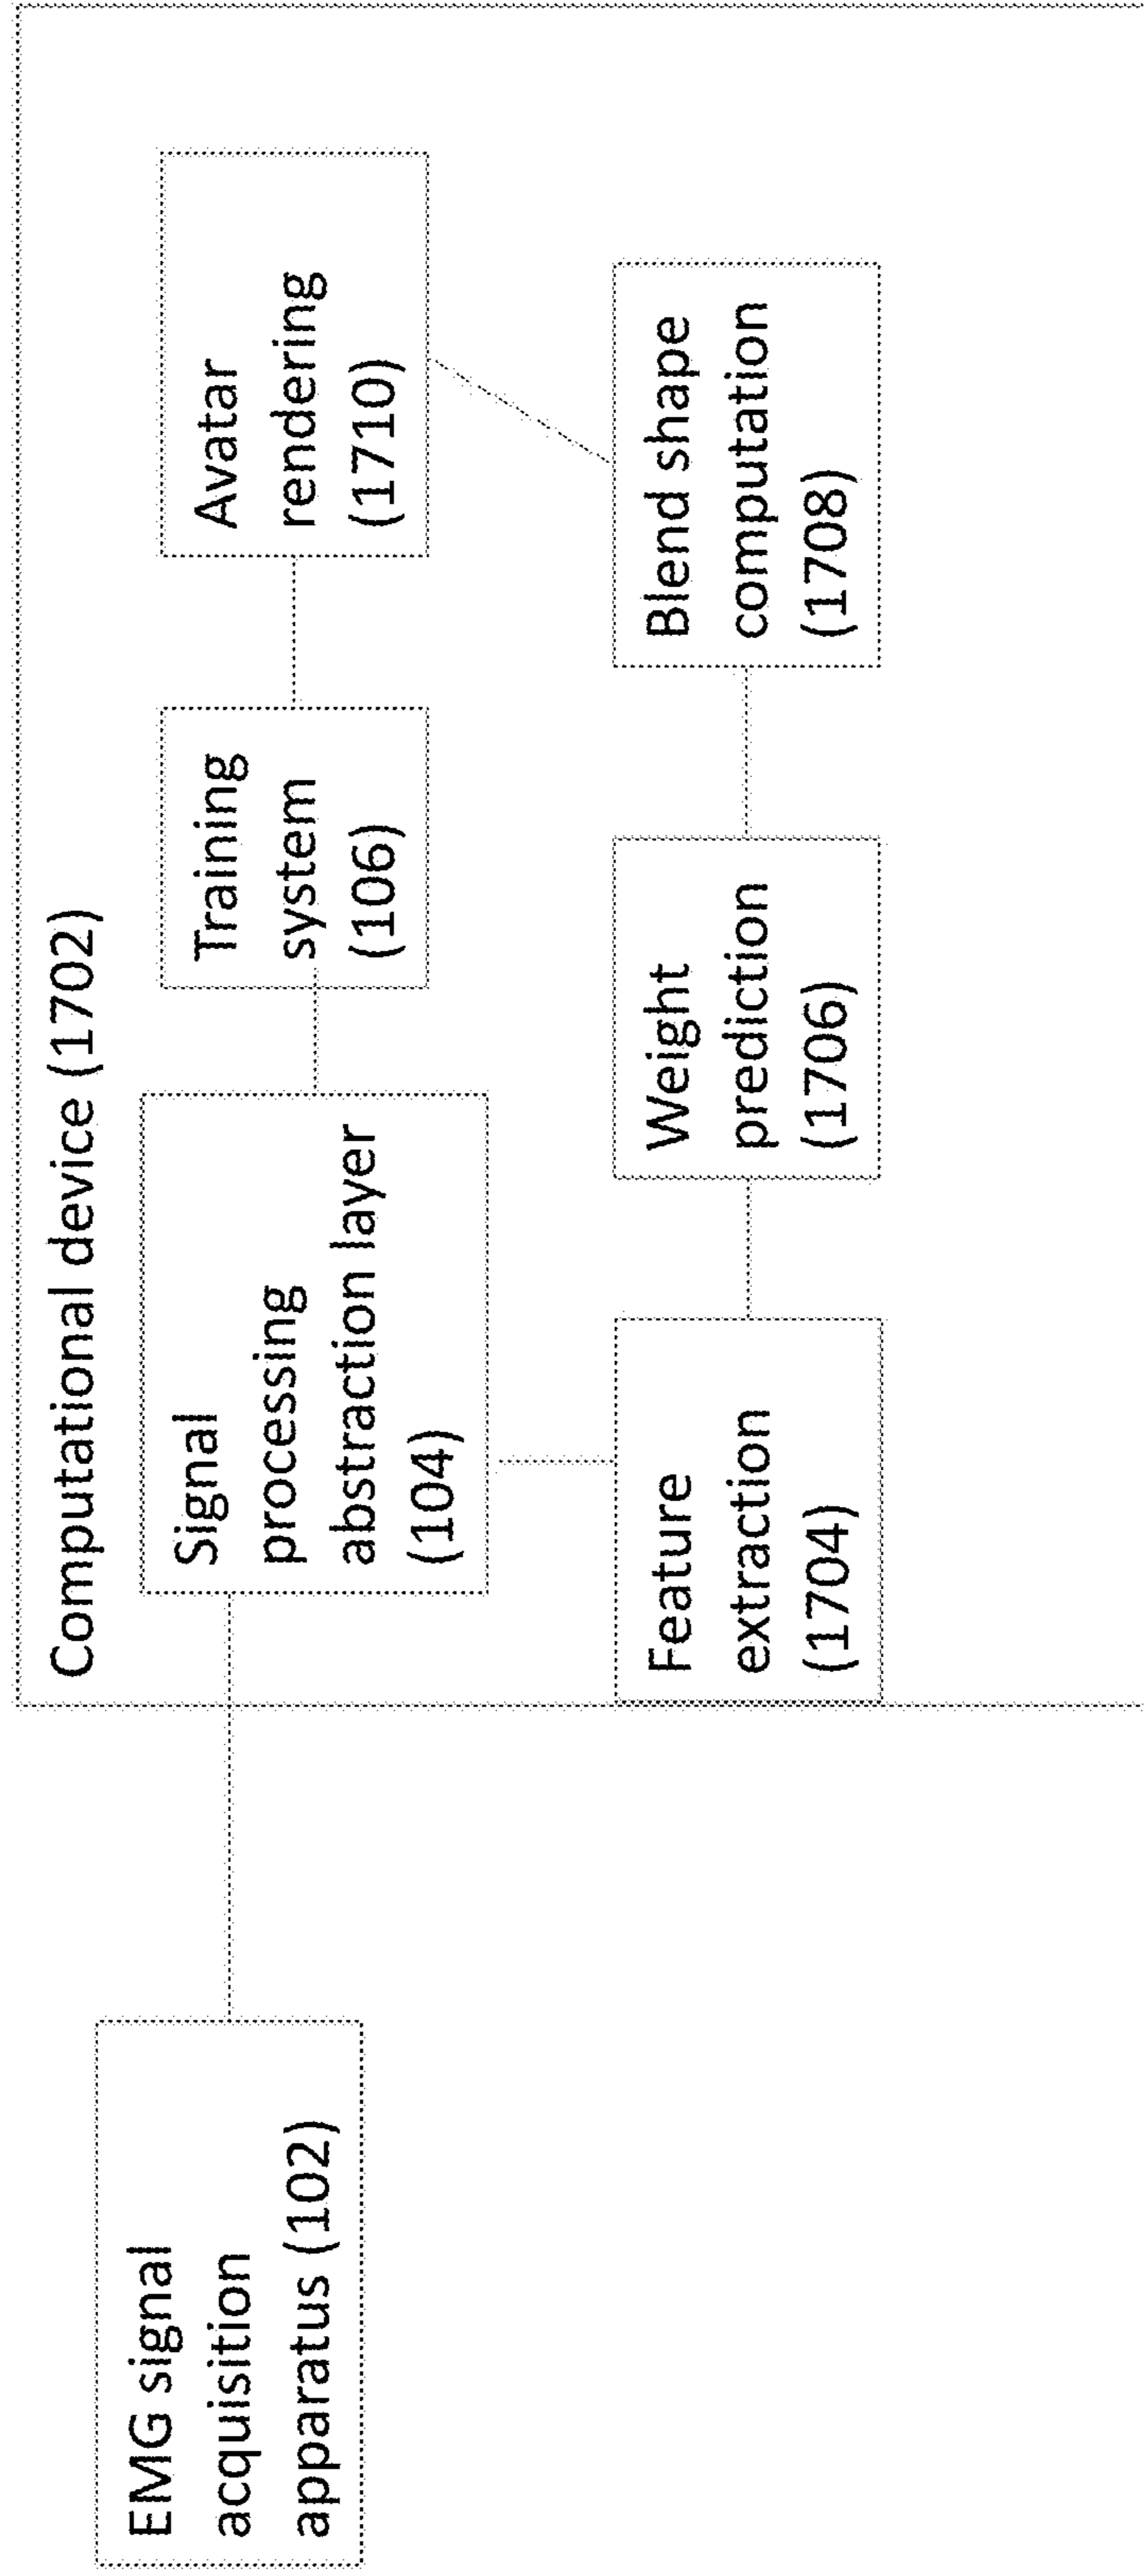 EMG signal
acquisition
apparatus (102)
Computational device (1702)
Signal
processing
abstraction layer
(104)
Training
system
(106)
Avatar
rendering
(1710)
Feature
extraction
(1704)
Weight
prediction
(1706)
Blend shape
computation
(1708)